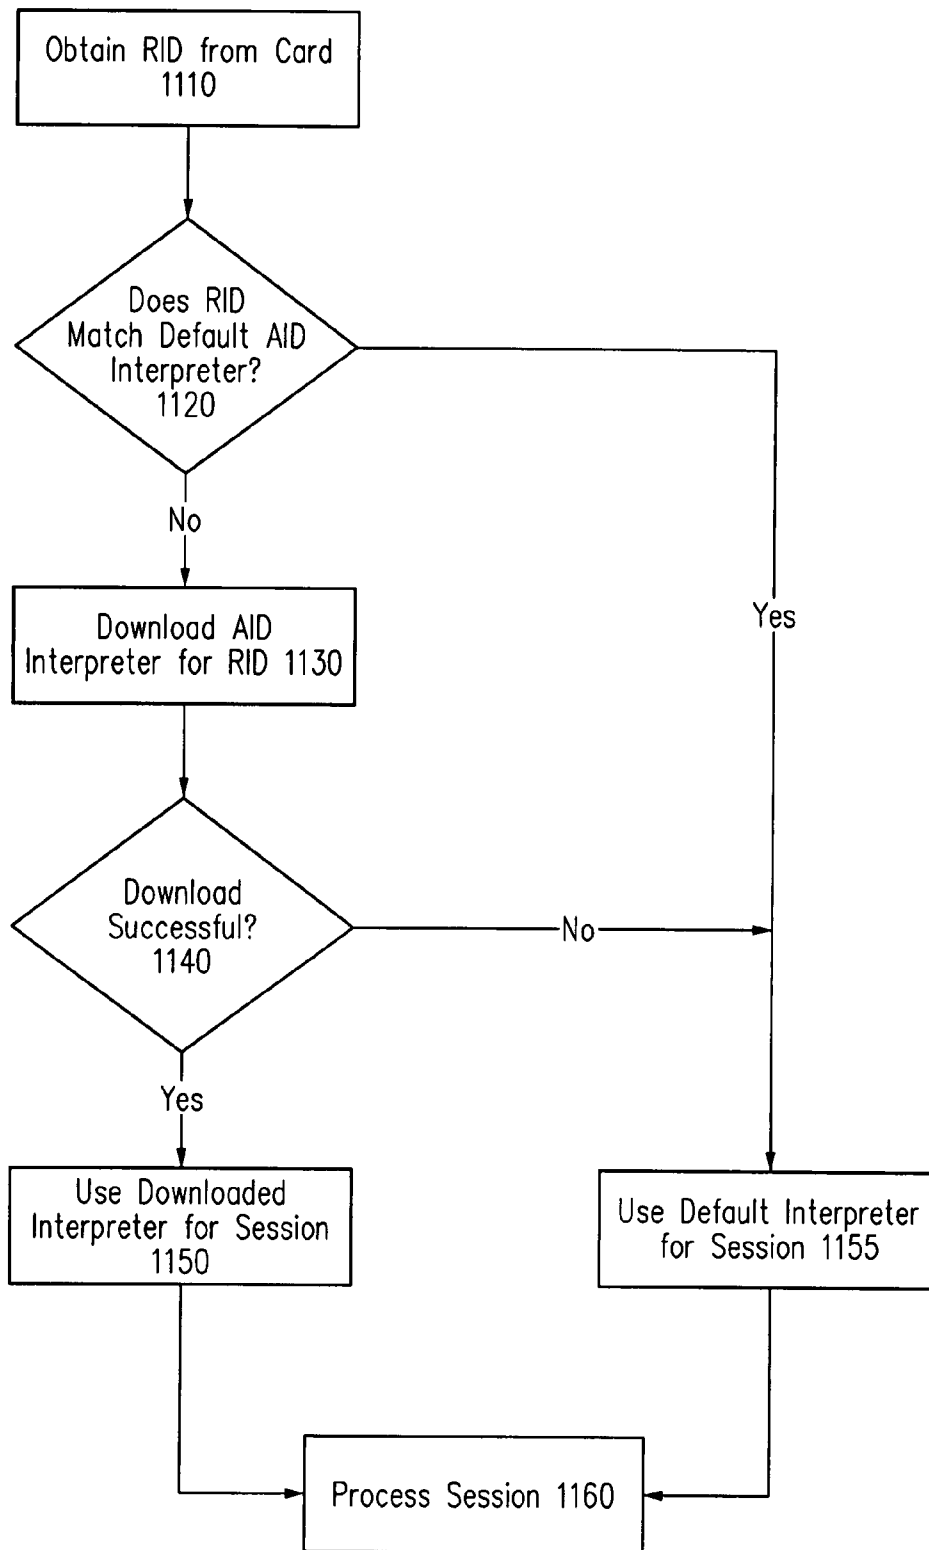 Obtain RID from Card
1110
Does RID
Match Default AID
Interpreter?
1120
No
Yes
Download AID
Interpreter for RID 1130
Download
Successful?
1140
No
Yes
Use Downloaded
Interpreter for Session
1150
Use Default Interpreter
for Session 1155
Process Session 1160